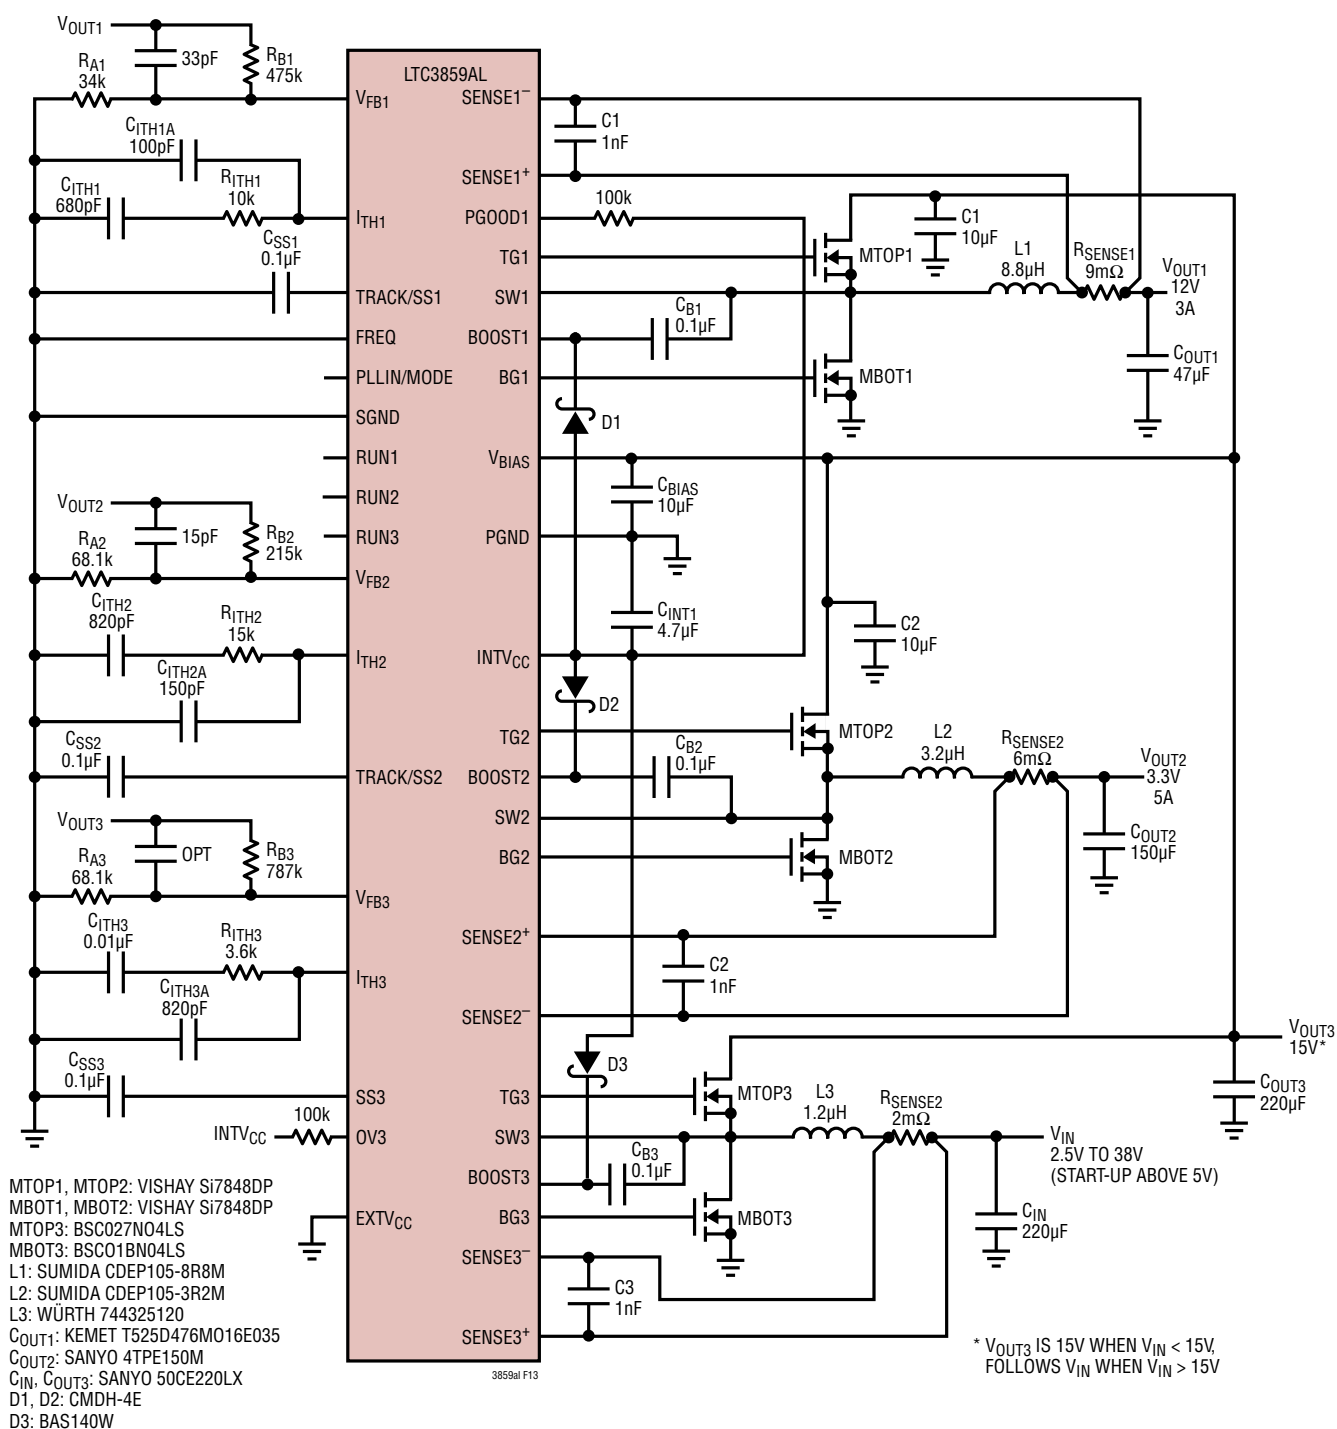 VOUT1
33pF
RB1
475k
RA1
34k
VFB1
CITH1A
100pF
CITH1
680pF
RITH1
10k
ITH1
CSS1
0.1µF
TRACK/SS1
FREQ
PLLIN/MODE
SGND
RUN1
RUN2
RUN3
VOUT2
15pF
RB2
215k
RA2
68.1k
VFB2
CITH2
820pF
RITH2
15k
ITH2
CITH2A
150pF
CSS2
0.1µF
TRACK/SS2
VOUT3
OPT
RB3
787k
RA3
68.1k
VFB3
CITH3
0.01µF
RITH3
3.6k
ITH3
CITH3A
820pF
CSS3
0.1µF
SS3
INTVCC
100k
OV3
EXTVCC
LTC3859AL
SENSE1–
C1
1nF
SENSE1+
PGOOD1
100k
TG1
MTOP1
C1
10µF
SW1
L1
8.8µH
RSENSE1
9mΩ
VOUT1
12V
3A
CB1
0.1µF
BOOST1
COUT1
47µF
BG1
MBOT1
D1
VBIAS
CBIAS
10µF
PGND
CINT1
4.7µF
C2
10µF
INTVCC
D2
TG2
MTOP2
L2
3.2µH
RSENSE2
6mΩ
VOUT2
3.3V
5A
CB2
0.1µF
BOOST2
SW2
COUT2
150µF
BG2
MBOT2
SENSE2+
C2
1nF
SENSE2–
VOUT3
15V*
D3
COUT3
220µF
TG3
MTOP3
L3
1.2µH
RSENSE2
2mΩ
SW3
VIN
2.5V TO 38V
(START-UP ABOVE 5V)
CB3
0.1µF
BOOST3
BG3
MBOT3
CIN
220µF
SENSE3–
C3
1nF
SENSE3+
* VOUT3 IS 15V WHEN VIN < 15V,
FOLLOWS VIN WHEN VIN > 15V
3859al F13
MTOP1, MTOP2: VISHAY Si7848DP
MBOT1, MBOT2: VISHAY Si7848DP
MTOP3: BSC027NO4LS
MBOT3: BSCO1BN04LS
L1: SUMIDA CDEP105-8R8M
L2: SUMIDA CDEP105-3R2M
L3: WÜRTH 744325120
COUT1: KEMET T525D476MO16E035
COUT2: SANYO 4TPE150M
CIN, COUT3: SANYO 50CE220LX
D1, D2: CMDH-4E
D3: BAS140W